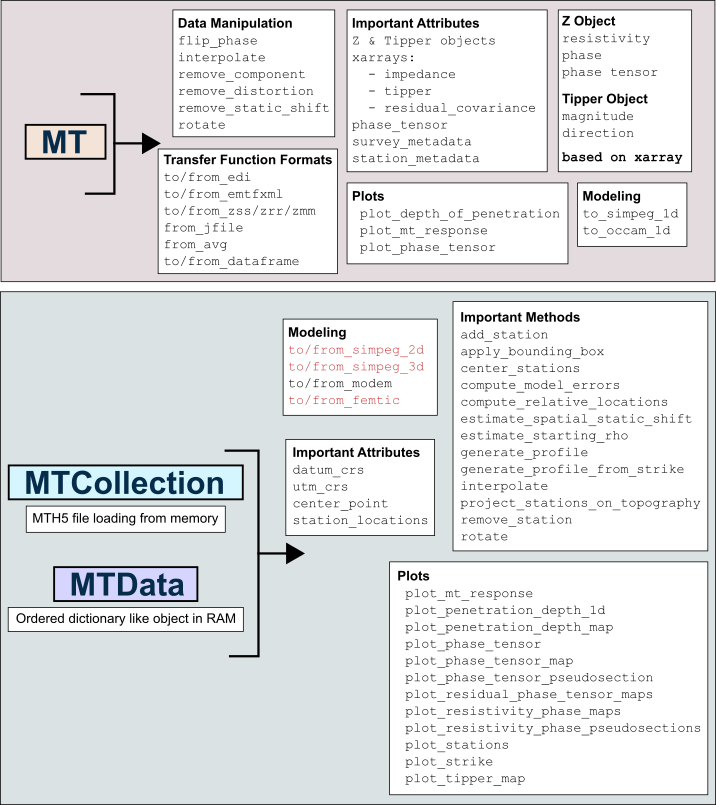 MT
Data Manipulation
flip_phase
interpolate
remove_component
remove_distortion
remove_static_shift
rotate
Transfer Function Formats
to/from_edi
to/from_emtfxml
to/from_zss/zrr/zmm
from_jfile
from_avg
to/from_dataframe
Important Attributes
Z & Tipper objects
xarrays:
- impedance
- tipper
- residual_covariance
phase_tensor
survey_metadata
station_metadata
Z Object
resistivity
phase
phase tensor
Tipper Object
magnitude
direction
based on xarray
Plots
plot_depth_of_penetration
plot_mt_response
plot_phase_tensor
Modeling
to_simpeg_1d
to_occam_1d
MTCollection
MTH5 file loading from memory
MTData
Ordered dictionary like object in RAM
Modeling
to/from_simpeg_2d
to/from_simpeg_3d
to/from_modem
to/from_femtic
Important Attributes
datum_crs
utm_crs
center_point
station_locations
Important Methods
add_station
apply_bounding_box
center_stations
compute_model_errors
compute_relative_locations
estimate_spatial_static_shift
estimate_starting_rho
generate_profile
generate_profile_from_strike
interpolate
project_stations_on_topography
remove_station
rotate
Plots
plot_mt_response
plot_penetration_depth_1d
plot_penetration_depth_map
plot_phase_tensor
plot_phase_tensor_map
plot_phase_tensor_pseudosection
plot_residual_phase_tensor_maps
plot_resistivity_phase_maps
plot_resistivity_phase_pseudosections
plot_stations
plot_strike
plot_tipper_map